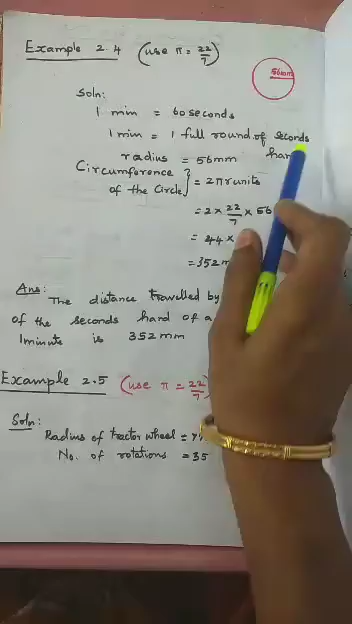 Example 2.4 (use π = 22/7)
56mm
Soln:
1 min = 60 seconds
1 min = 1 full round of seconds
hand
radius = 56mm
Circumference of the Circle } = 2πr units
= 2 × 22/7 × 56
= 44 ×
= 352 m
Ans:
The distance travelled by
of the seconds hand of a
1 minute is 352 mm
Example 2.5 (use π = 22/7)
Soln:
Radius of tractor wheel = 77
No. of rotations = 35